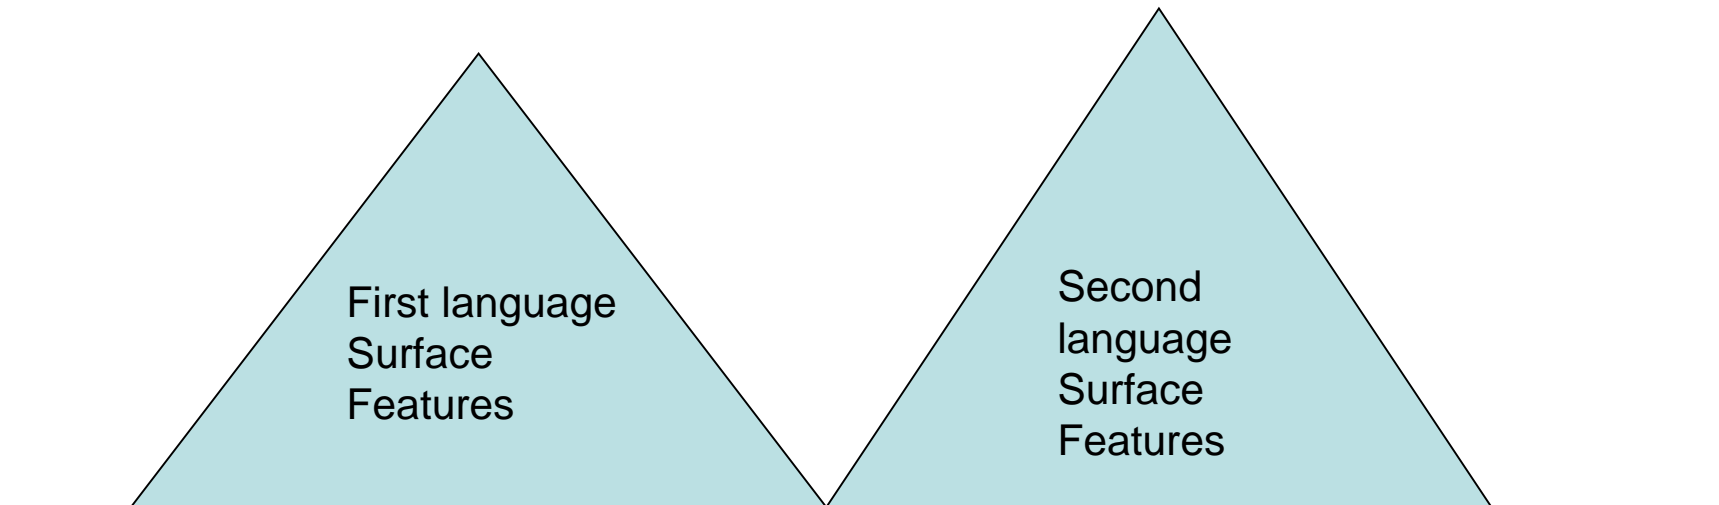 First language
Surface
Features
Second
language
Surface
Features